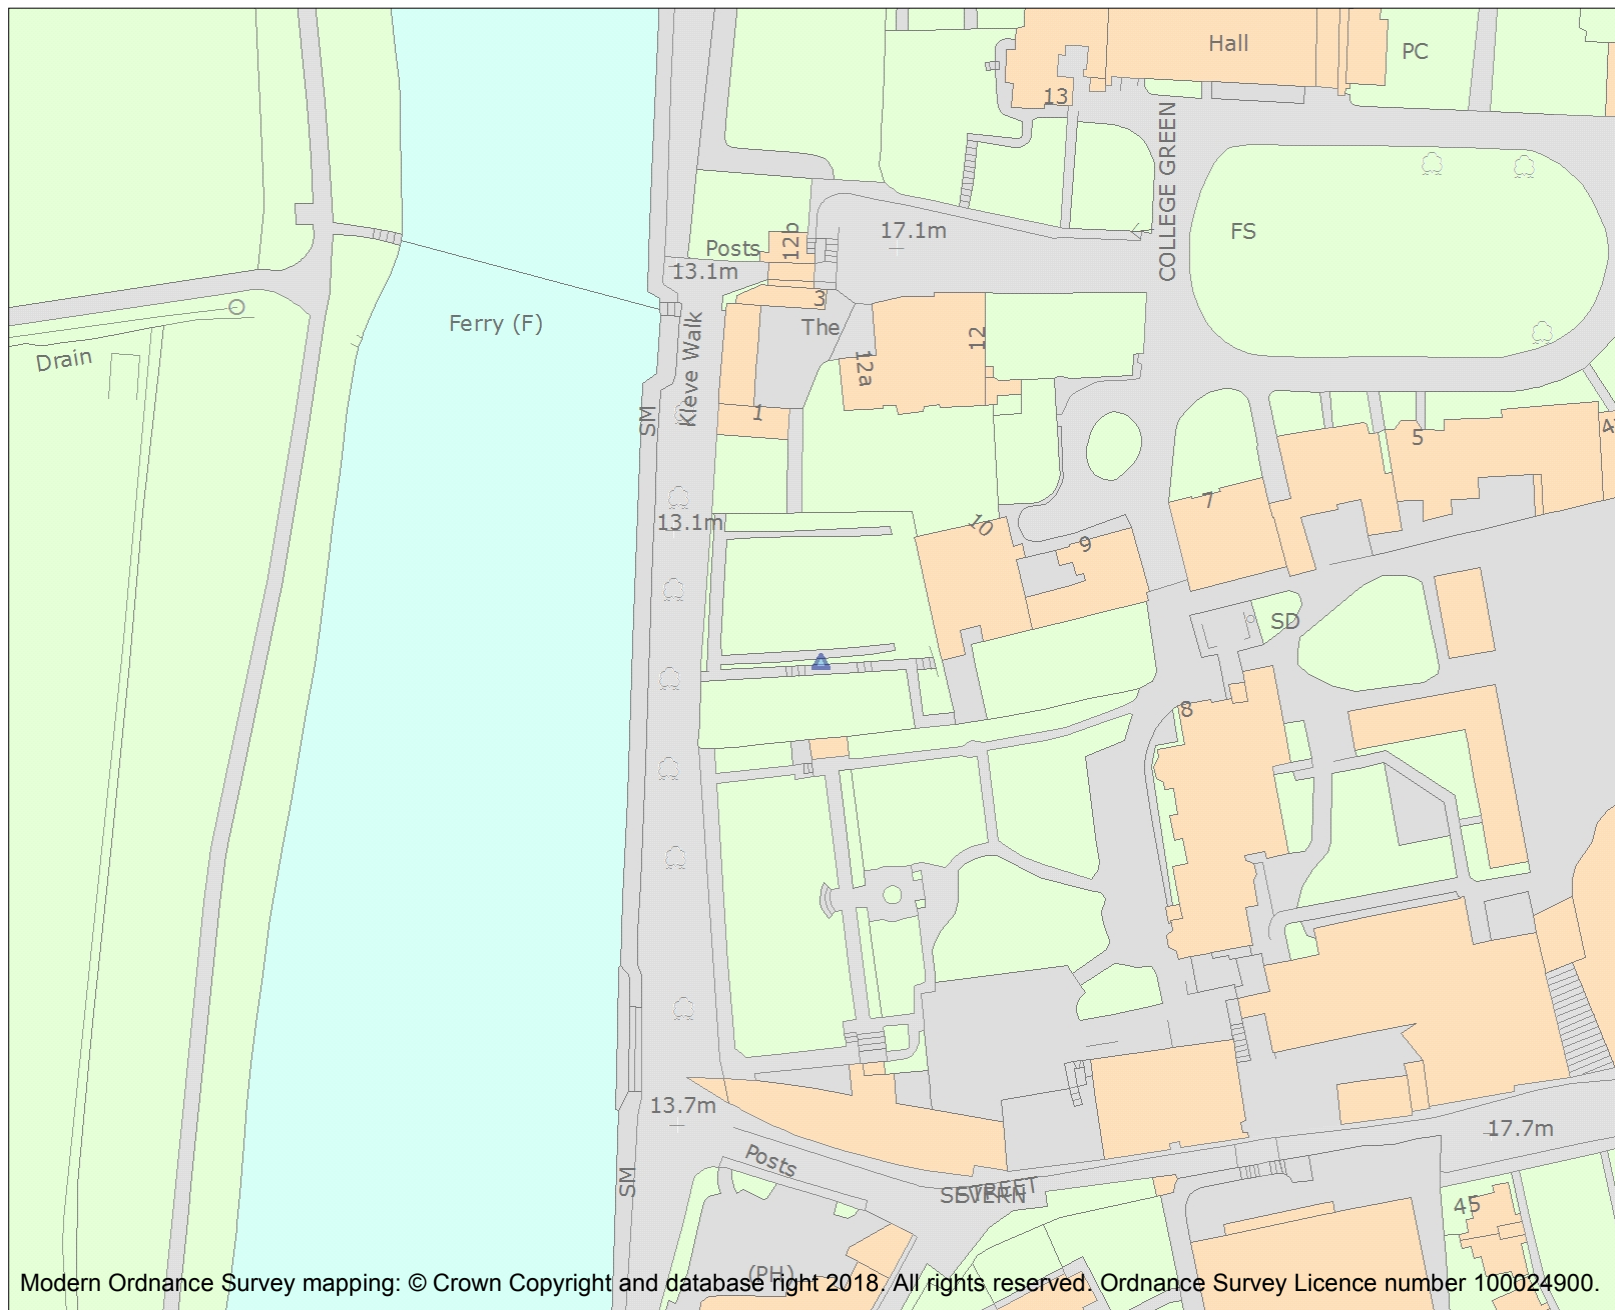 Hall
PC
13
COLLEGE GREEN
FS
17.1m
12b
Posts
13.1m
3
The
12
12a
Ferry (F)
Kleve Walk
Drain
SM
1
5
7
10
9
13.1m
SD
8
13.7m
17.7m
Posts
SM
STREET
SEVERN
45
(PH)
Modern Ordnance Survey mapping: © Crown Copyright and database right 2018. All rights reserved. Ordnance Survey Licence number 100024900.